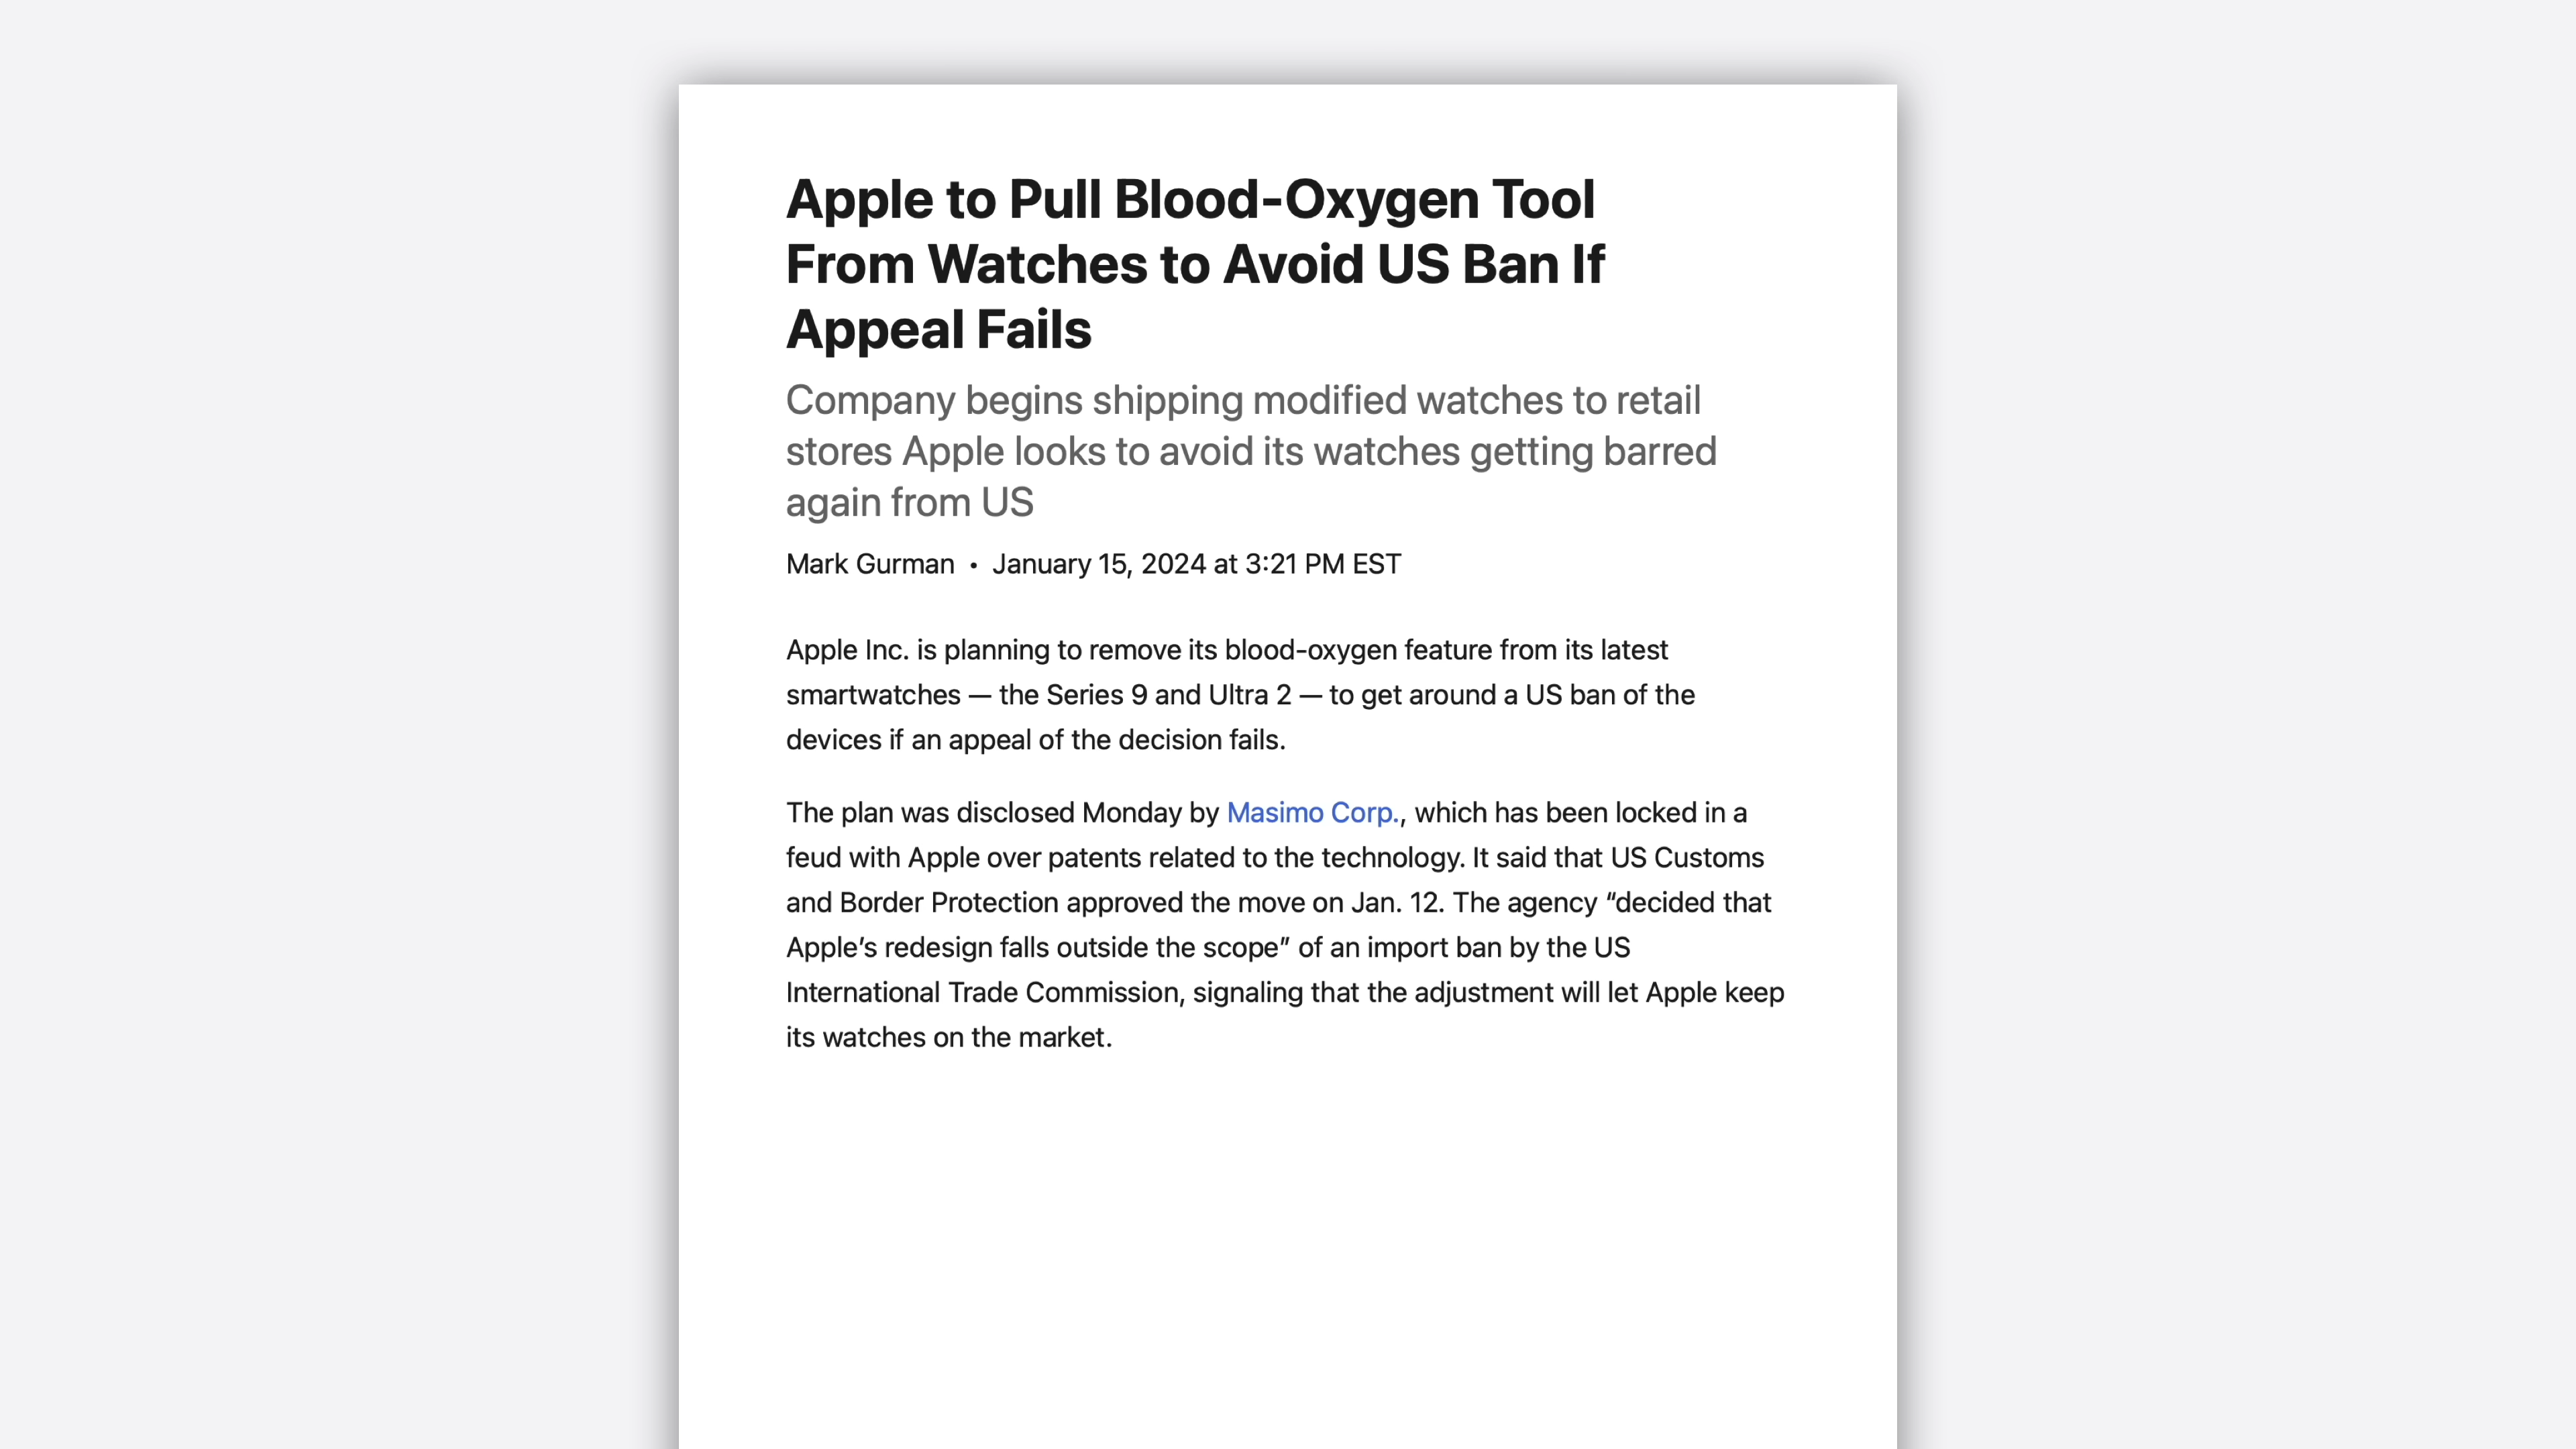 Apple to Pull Blood-Oxygen Tool
From Watches to Avoid US Ban If
Appeal Fails
Company begins shipping modified watches to retail
stores Apple looks to avoid its watches getting barred
again from US
Mark Gurman • January 15, 2024 at 3:21 PM EST
Apple Inc. is planning to remove its blood-oxygen feature from its latest
smartwatches — the Series 9 and Ultra 2 — to get around a US ban of the
devices if an appeal of the decision fails.
The plan was disclosed Monday by Masimo Corp., which has been locked in a
feud with Apple over patents related to the technology. It said that US Customs
and Border Protection approved the move on Jan. 12. The agency “decided that
Apple’s redesign falls outside the scope” of an import ban by the US
International Trade Commission, signaling that the adjustment will let Apple keep
its watches on the market.